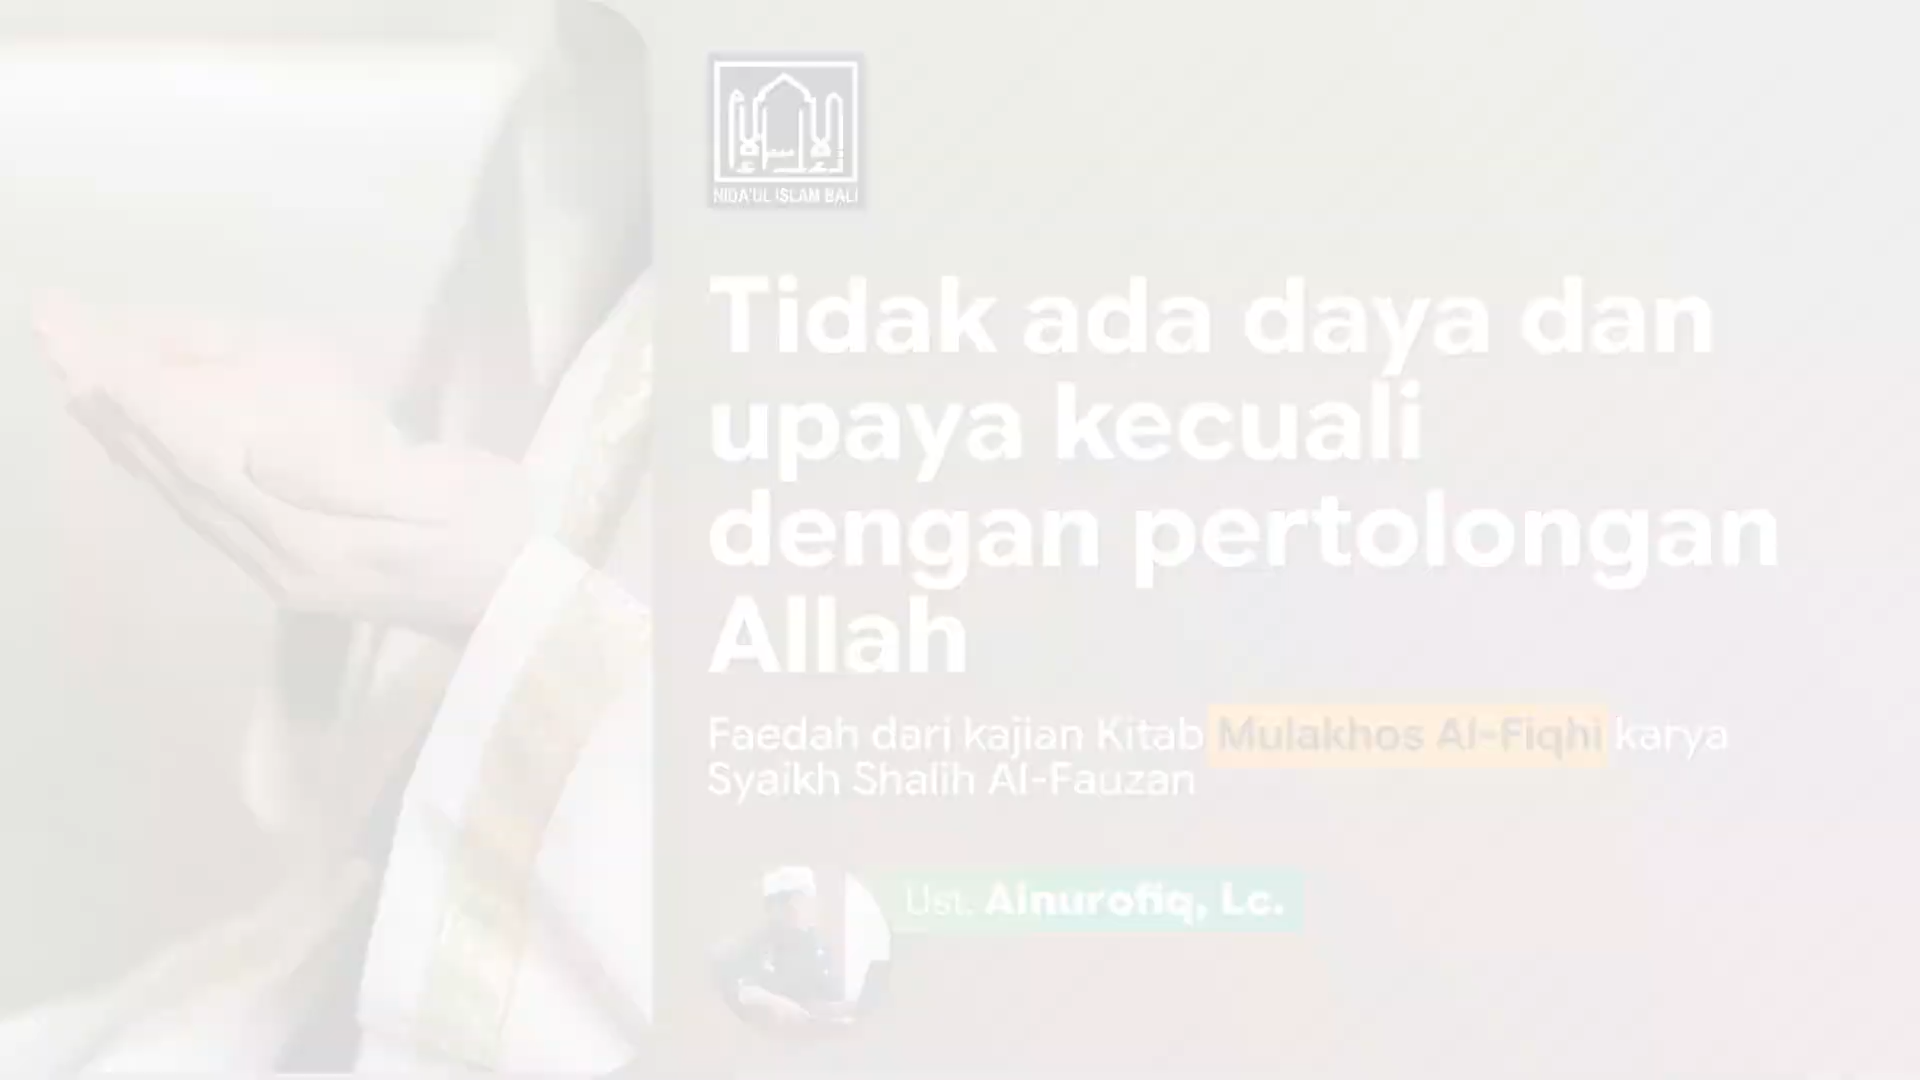 NIDA'UL ISLAM BALI
Tidak ada daya dan
upaya kecuali
dengan pertolongan
Allah
Faedah dari kajian Kitab Mulakhos Al-Fiqhi karya
Syaikh Shalih Al-Fauzan
Ust. Ainurofiq, Lc.